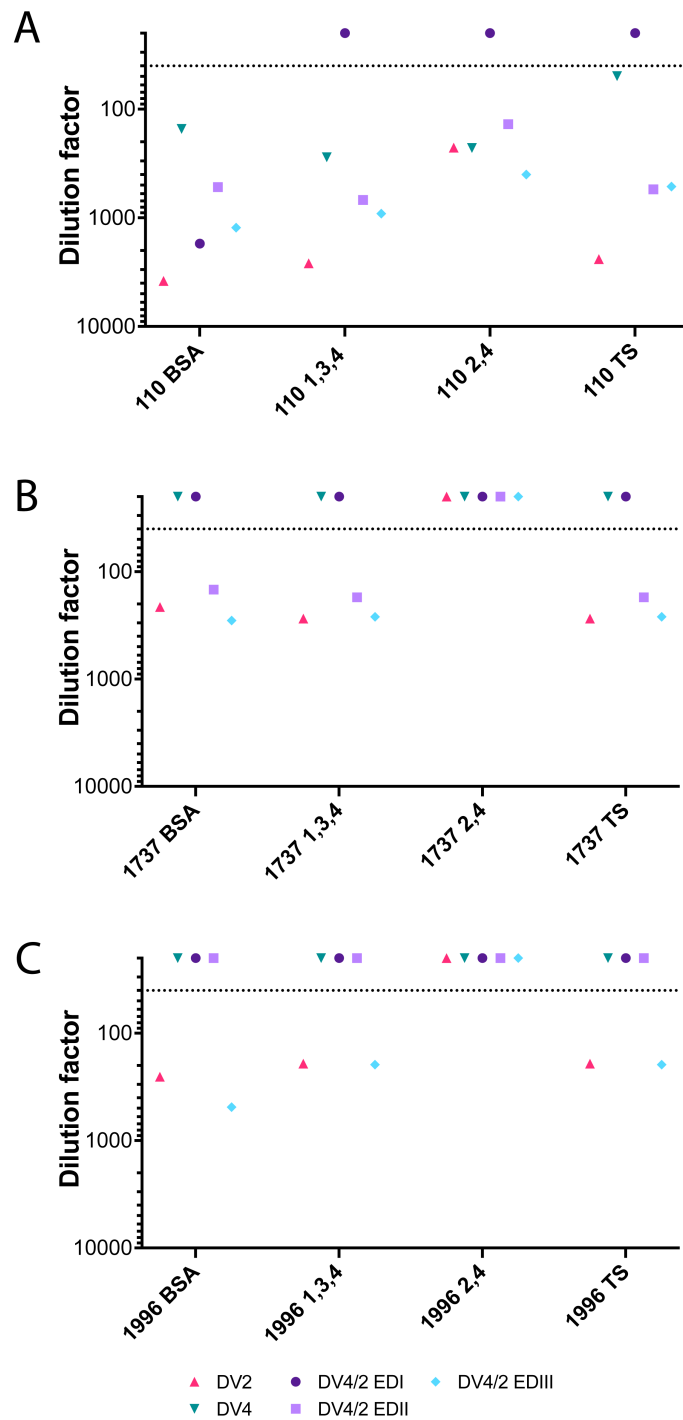 A
Dilution factor
100
1000
10000
110 BSA
110 1,3,4
110 2,4
110 TS
B
Dilution factor
100
1000
10000
1737 BSA
1737 1,3,4
1737 2,4
1737 TS
C
Dilution factor
100
1000
10000
1996 BSA
1996 1,3,4
1996 2,4
1996 TS
DV2
DV4/2 EDI
DV4/2 EDIII
DV4
DV4/2 EDII